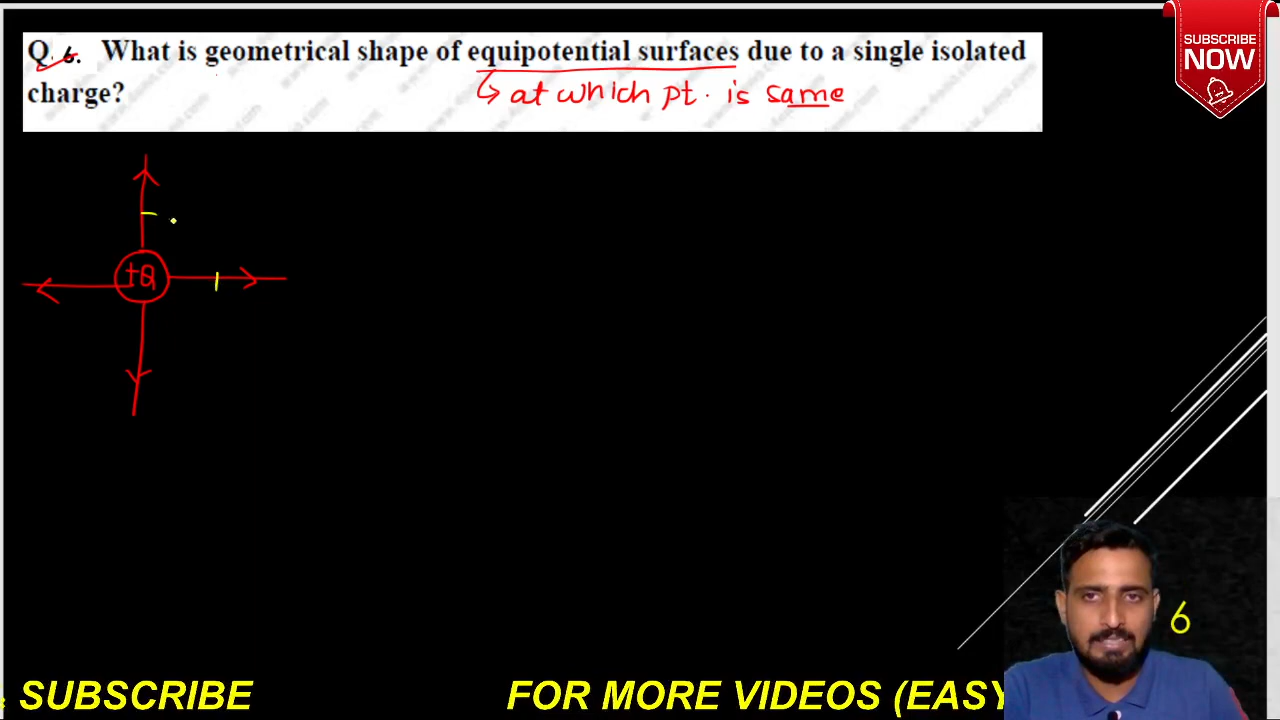 SUBSCRIBE
NOW
Q. 6. What is geometrical shape of equipotential surfaces due to a single isolated
charge?
↳ at which pt. is same
+Q
6
SUBSCRIBE FOR MORE VIDEOS (EASY